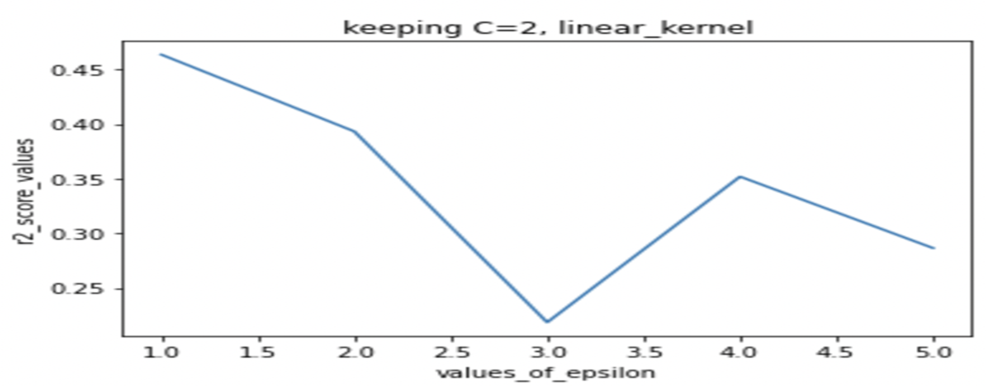 keeping C=2, linear_kernel
r2_score_values
0.45
0.40
0.35
0.30
0.25
1.0 1.5 2.0 2.5 3.0 3.5 4.0 4.5 5.0
values_of_epsilon